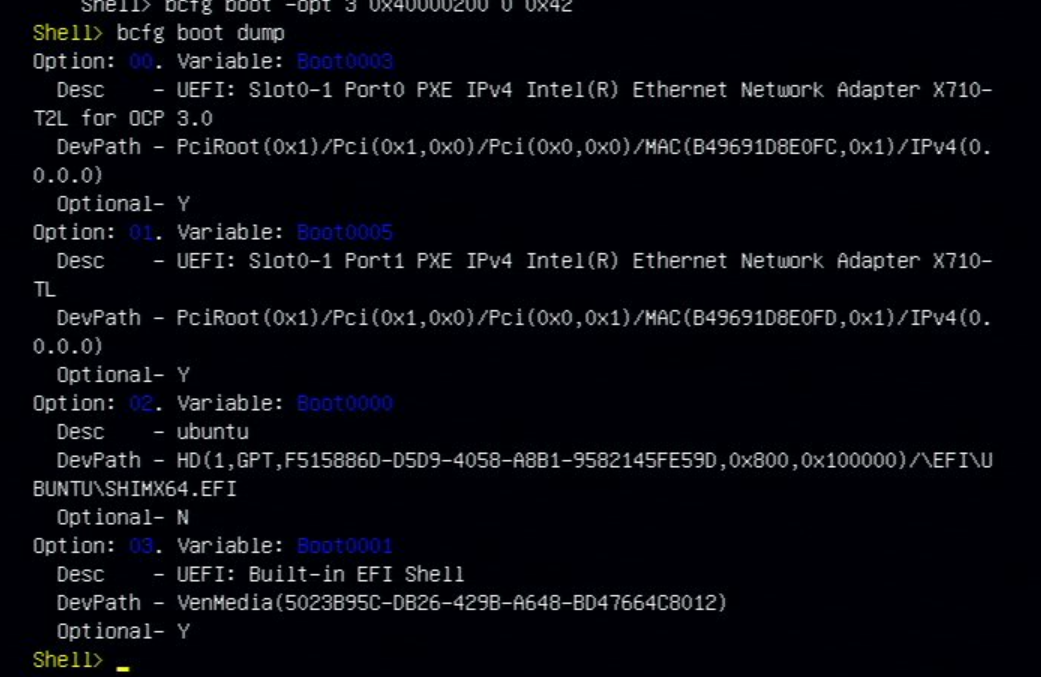 Shell> bcfg boot -opt 3 0x40000200 0 0x42
Shell> bcfg boot dump
Option: 00. Variable: Boot0003
  Desc    - UEFI: Slot0-1 Port0 PXE IPv4 Intel(R) Ethernet Network Adapter X710-
T2L for OCP 3.0
  DevPath - PciRoot(0x1)/Pci(0x1,0x0)/Pci(0x0,0x0)/MAC(B49691D8E0FC,0x1)/IPv4(0.
0.0.0)
  Optional- Y
Option: 01. Variable: Boot0005
  Desc    - UEFI: Slot0-1 Port1 PXE IPv4 Intel(R) Ethernet Network Adapter X710-
TL
  DevPath - PciRoot(0x1)/Pci(0x1,0x0)/Pci(0x0,0x1)/MAC(B49691D8E0FD,0x1)/IPv4(0.
0.0.0)
  Optional- Y
Option: 02. Variable: Boot0000
  Desc    - ubuntu
  DevPath - HD(1,GPT,F515886D-D5D9-4058-A8B1-9582145FE59D,0x800,0x100000)/\EFI\U
BUNTU\SHIMX64.EFI
  Optional- N
Option: 03. Variable: Boot0001
  Desc    - UEFI: Built-in EFI Shell
  DevPath - VenMedia(5023B95C-DB26-429B-A648-BD47664C8012)
  Optional- Y
Shell> _